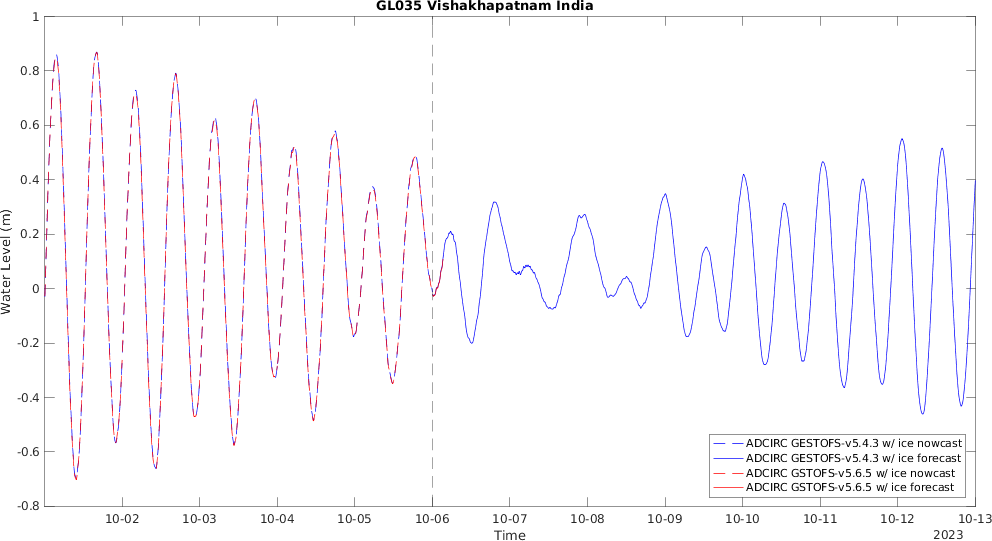 GL035 Vishakhapatnam India
1
0.8
0.6
0.4
0.2
0
-0.2
-0.4
-0.6
-0.8
Water Level (m)
ADCIRC GESTOFS-v5.4.3 w/ ice nowcast
ADCIRC GESTOFS-v5.4.3 w/ ice forecast
ADCIRC GSTOFS-v5.6.5 w/ ice nowcast
ADCIRC GSTOFS-v5.6.5 w/ ice forecast
10-02 10-03 10-04 10-05 10-06 10-07 10-08 10-09 10-10 10-11 10-12 10-13
Time
2023